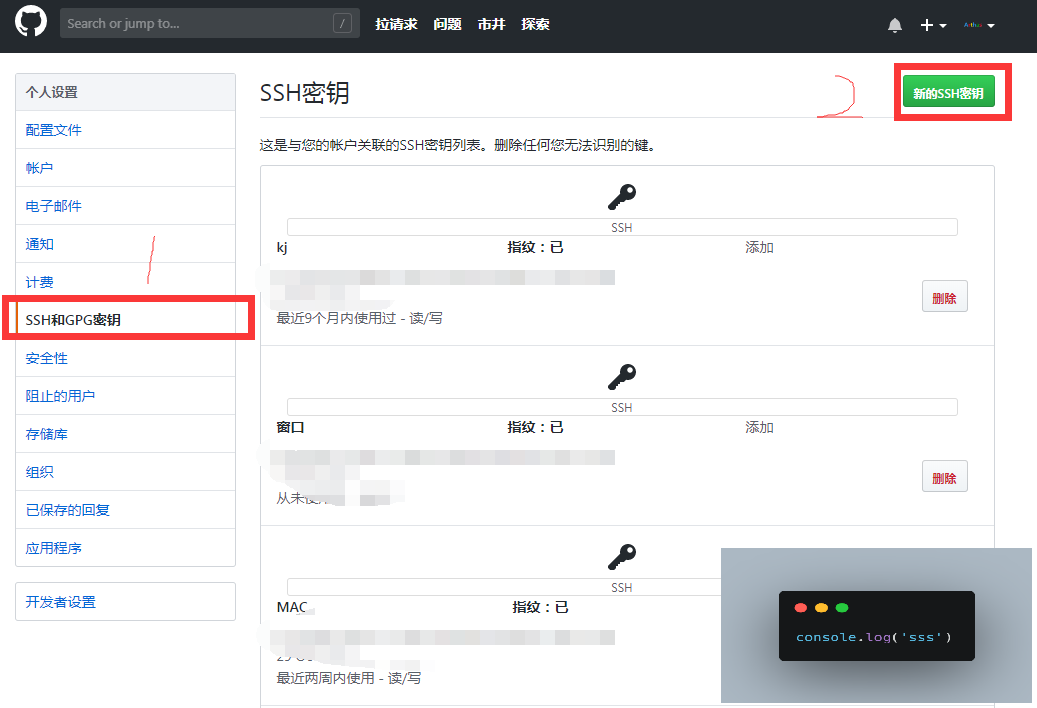 Search or jump to... /
拉请求 问题 市井 探索
个人设置
配置文件
帐户
电子邮件
通知
计费
SSH和GPG密钥
安全性
阻止的用户
存储库
组织
已保存的回复
应用程序
开发者设置
1
SSH密钥
2
新的SSH密钥
这是与您的帐户关联的SSH密钥列表。删除任何您无法识别的键。
SSH
kj 指纹：已 添加
删除
最近9个月内使用过 - 读/写
SSH
窗口 指纹：已 添加
删除
从未使
SSH
MAC 指纹：已
最近两周内使用 - 读/写
console.log('sss')